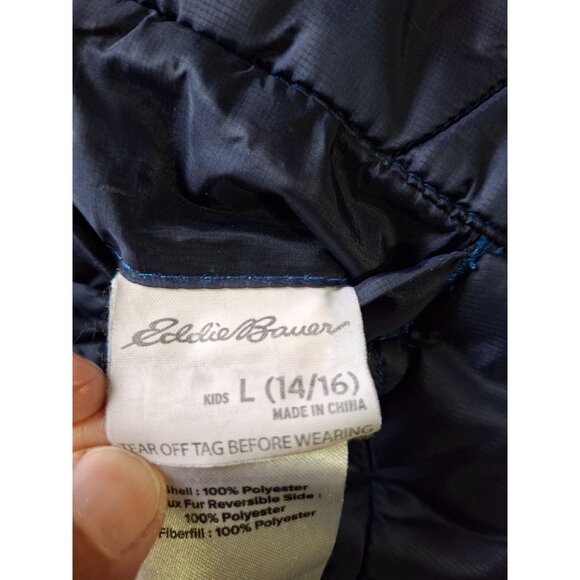 Eddie Bauer
KIDS L (14/16)
MADE IN CHINA
TEAR OFF TAG BEFORE WEARING
Shell : 100% Polyester
ux Fur Reversible Side :
100% Polyester
Fiberfill : 100% Polyester